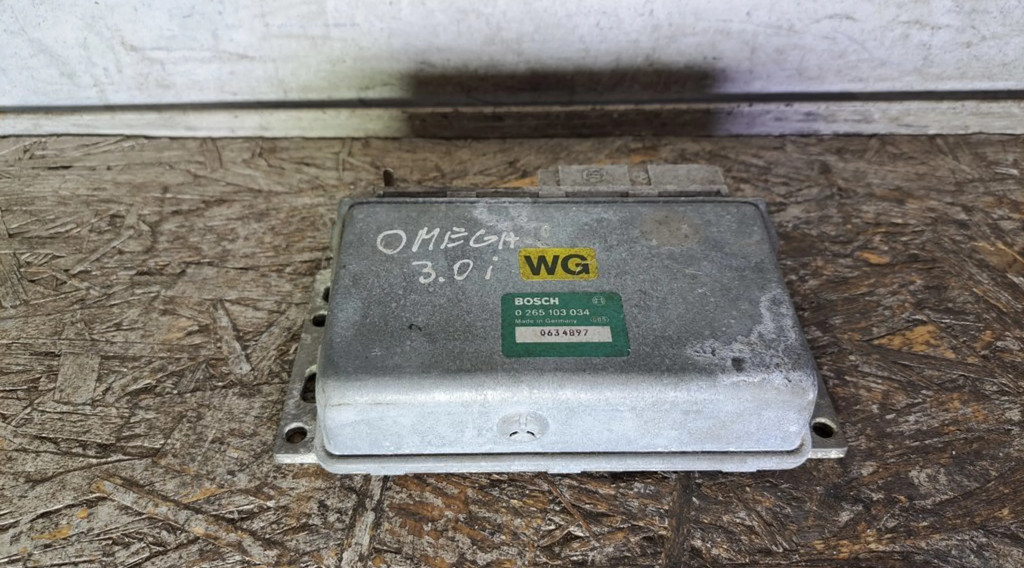 OMEGA
3.0i WG
BOSCH
0 265 103 034
Made in Germany
0634897